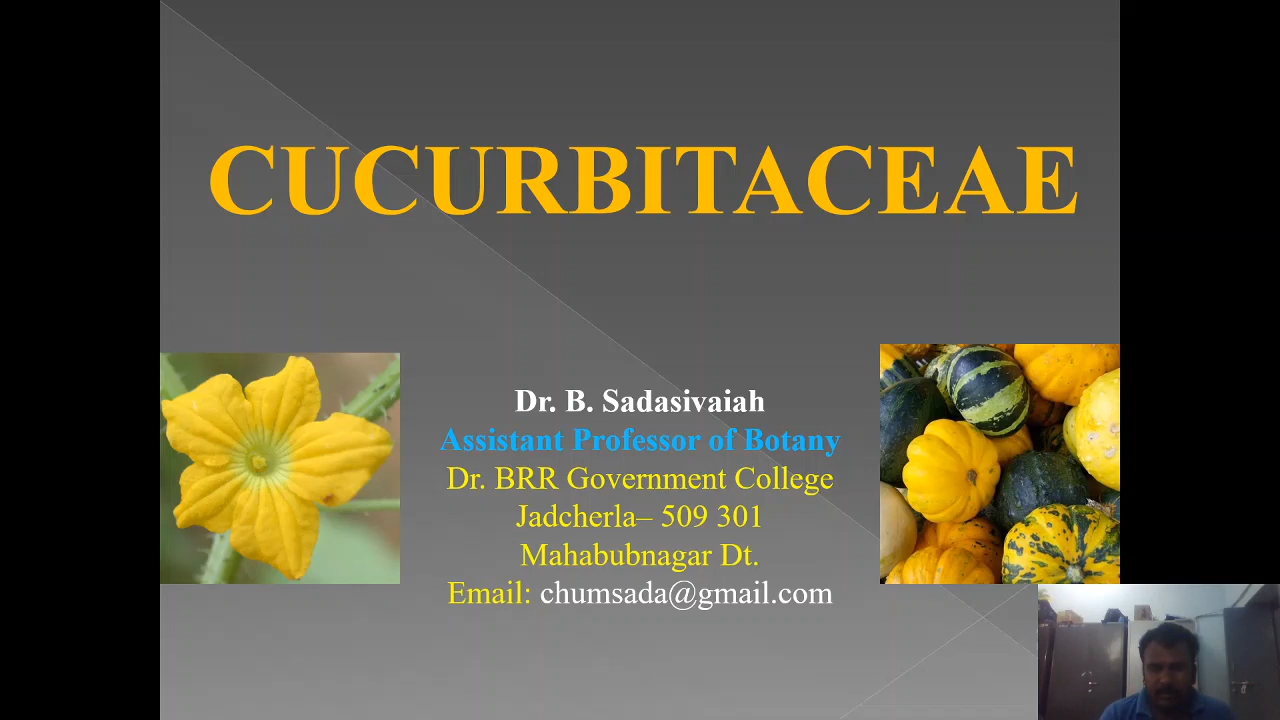 CUCURBITACEAE
Dr. B. Sadasivaiah
Assistant Professor of Botany
Dr. BRR Government College
Jadcherla– 509 301
Mahabubnagar Dt.
Email: chumsada@gmail.com